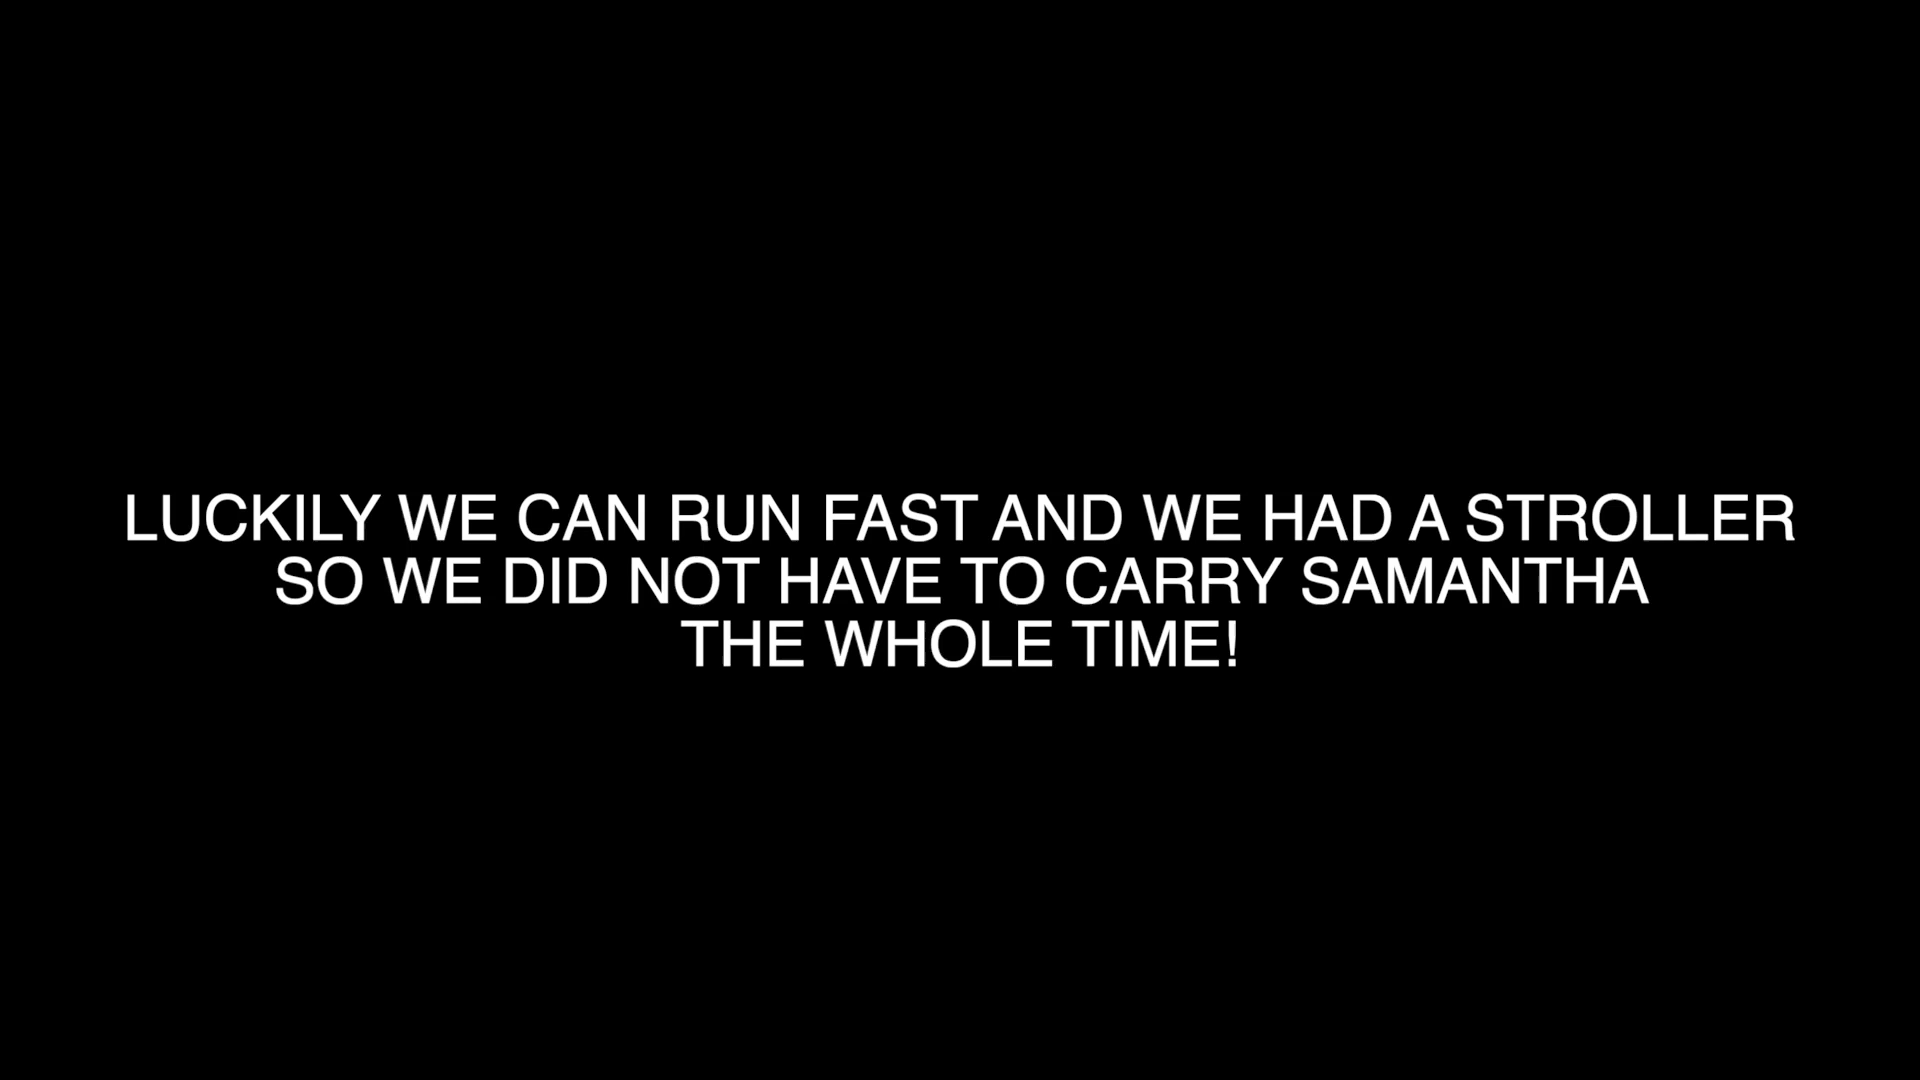 LUCKILY WE CAN RUN FAST AND WE HAD A STROLLER
SO WE DID NOT HAVE TO CARRY SAMANTHA
THE WHOLE TIME!